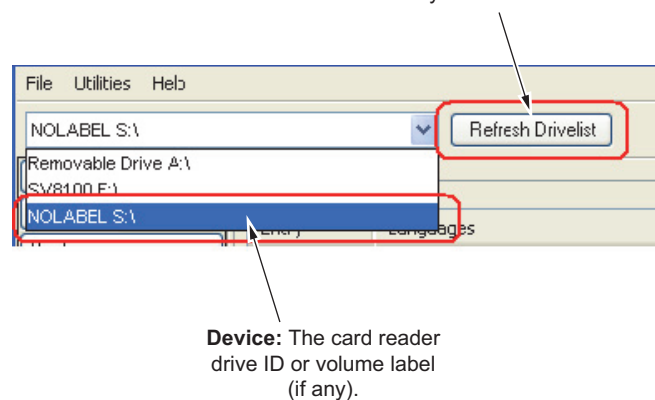 File Utilities Help
NOLABEL S:\ Refresh Drivelist
Removable Drive A:\
SV8100 F:\
NOLABEL S:\
Entry Languages
Device: The card reader
drive ID or volume label
(if any).